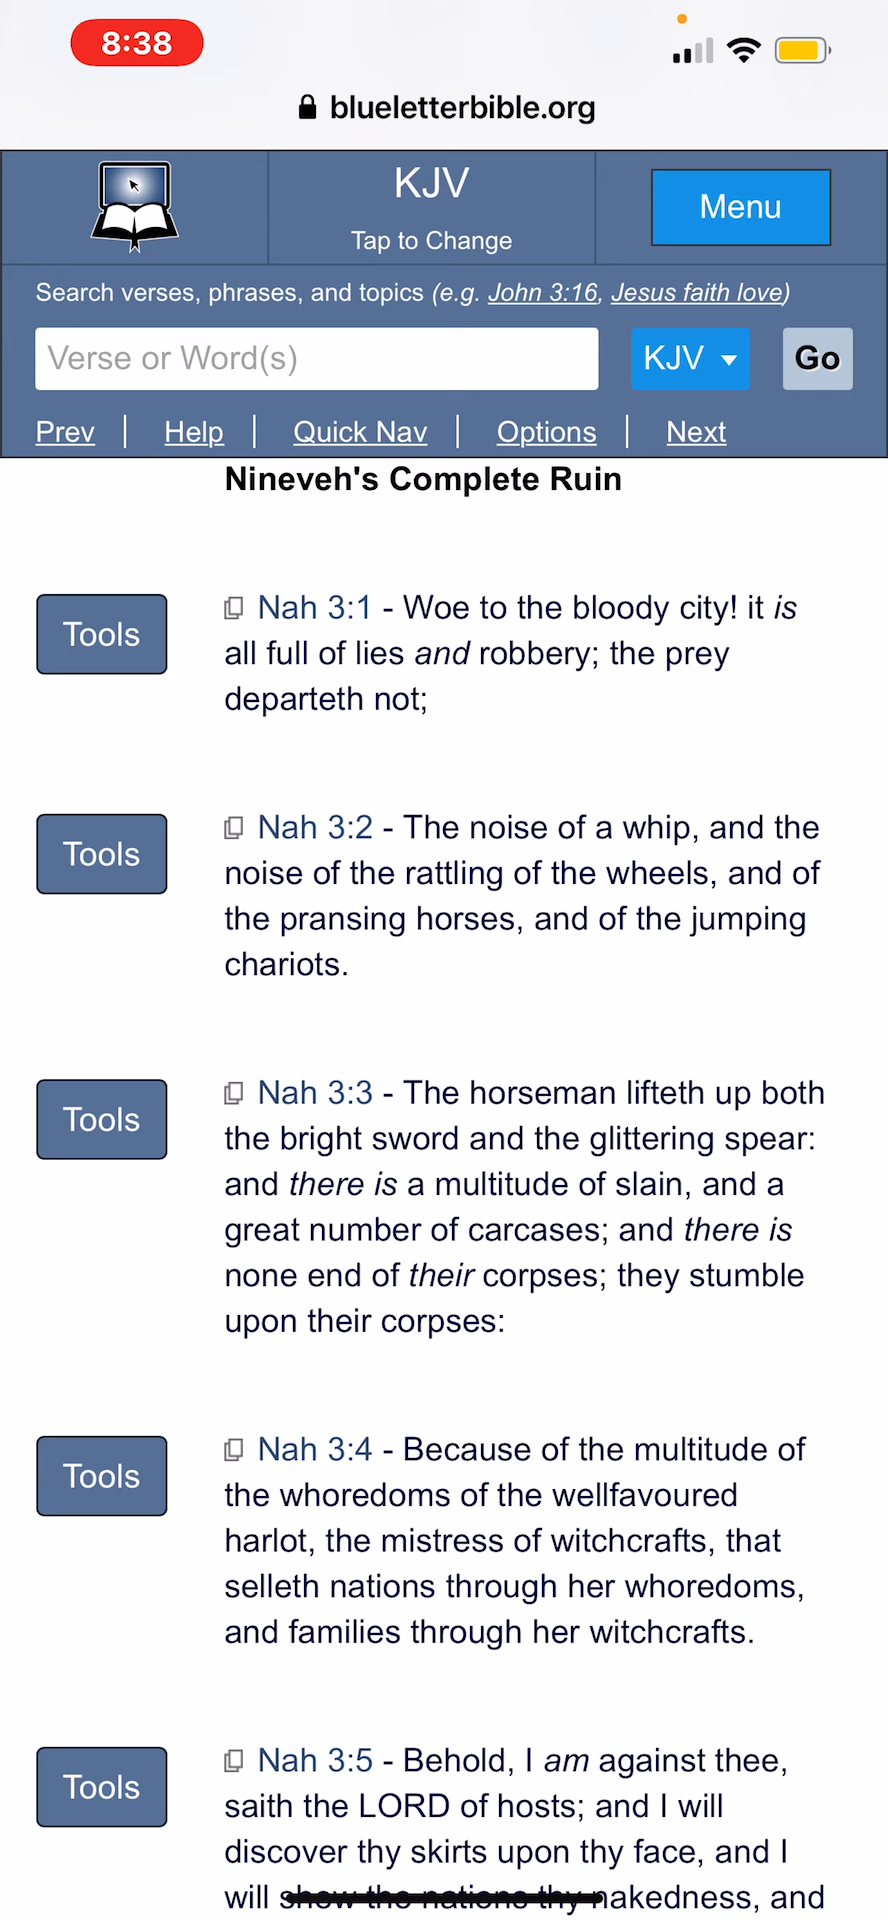 8:38
blueletterbible.org
KJV
Tap to Change
Menu
Search verses, phrases, and topics (e.g. John 3:16, Jesus faith love)
Verse or Word(s)
KJV
Go
Prev | Help | Quick Nav | Options | Next
Nineveh's Complete Ruin
Tools
Nah 3:1 - Woe to the bloody city! it is
all full of lies and robbery; the prey
departeth not;
Tools
Nah 3:2 - The noise of a whip, and the
noise of the rattling of the wheels, and of
the pransing horses, and of the jumping
chariots.
Tools
Nah 3:3 - The horseman lifteth up both
the bright sword and the glittering spear:
and there is a multitude of slain, and a
great number of carcases; and there is
none end of their corpses; they stumble
upon their corpses:
Tools
Nah 3:4 - Because of the multitude of
the whoredoms of the wellfavoured
harlot, the mistress of witchcrafts, that
selleth nations through her whoredoms,
and families through her witchcrafts.
Tools
Nah 3:5 - Behold, I am against thee,
saith the LORD of hosts; and I will
discover thy skirts upon thy face, and I
will show the nations thy nakedness, and